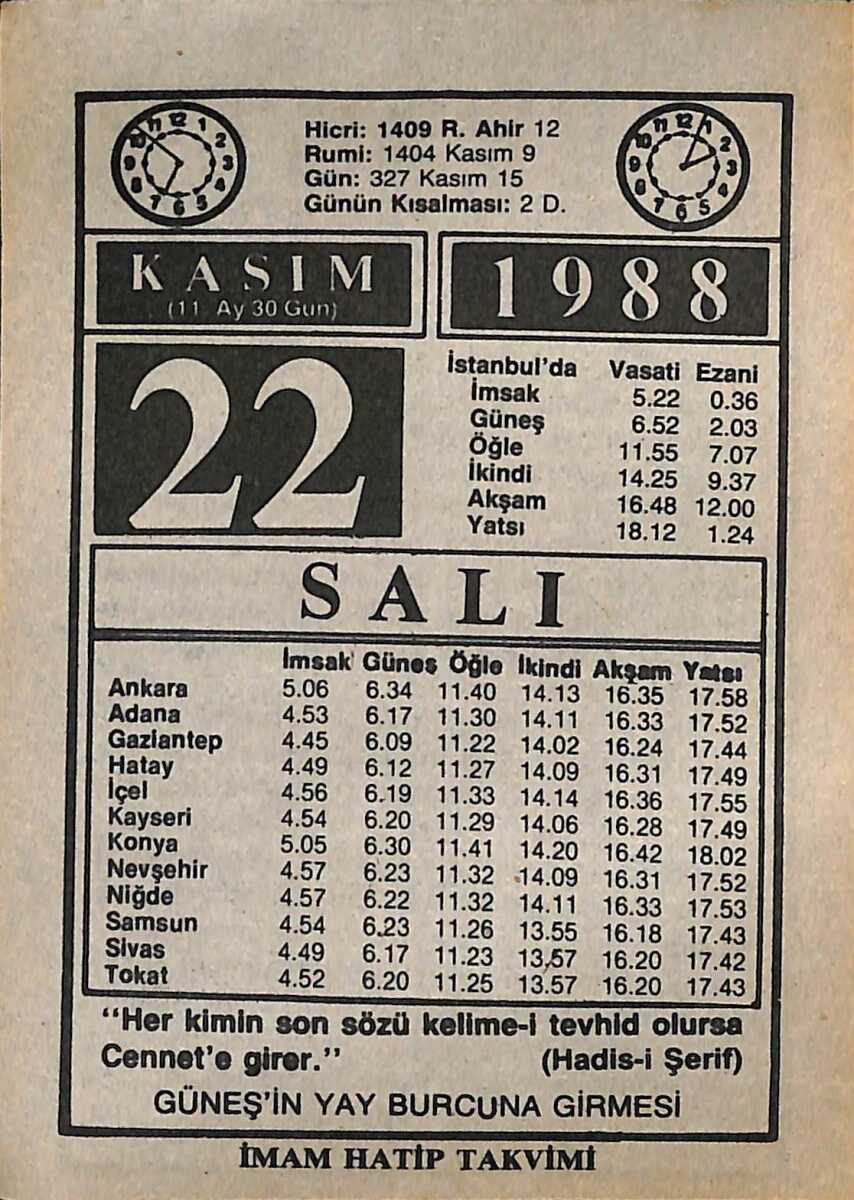 Hicri: 1409 R. Ahir 12
Rumi: 1404 Kasım 9
Gün: 327 Kasım 15
Günün Kısalması: 2 D.
KASIM
(11 Ay 30 Gün)
1988
22
İstanbul'da Vasati Ezani
İmsak 5.22 0.36
Güneş 6.52 2.03
Öğle 11.55 7.07
İkindi 14.25 9.37
Akşam 16.48 12.00
Yatsı 18.12 1.24
SALI
İmsak Güneş Öğle İkindi Akşam Yatsı
Ankara 5.06 6.34 11.40 14.13 16.35 17.58
Adana 4.53 6.17 11.30 14.11 16.33 17.52
Gaziantep 4.45 6.09 11.22 14.02 16.24 17.44
Hatay 4.49 6.12 11.27 14.09 16.31 17.49
İçel 4.56 6.19 11.33 14.14 16.36 17.55
Kayseri 4.54 6.20 11.29 14.06 16.28 17.49
Konya 5.05 6.30 11.41 14.20 16.42 18.02
Nevşehir 4.57 6.23 11.32 14.09 16.31 17.52
Niğde 4.57 6.22 11.32 14.11 16.33 17.53
Samsun 4.54 6.23 11.26 13.55 16.18 17.43
Sivas 4.49 6.17 11.23 13.57 16.20 17.42
Tokat 4.52 6.20 11.25 13.57 16.20 17.43
"Her kimin son sözü kelime-i tevhid olursa
Cennet'e girer." (Hadis-i Şerif)
GÜNEŞ'İN YAY BURCUNA GİRMESİ
İMAM HATİP TAKVİMİ